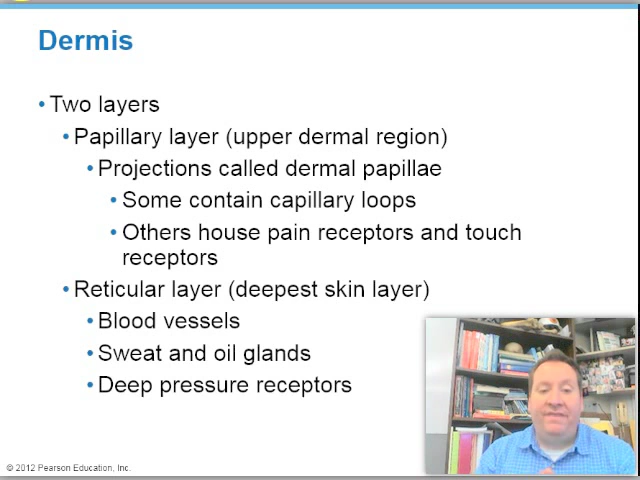 Dermis
• Two layers
• Papillary layer (upper dermal region)
• Projections called dermal papillae
• Some contain capillary loops
• Others house pain receptors and touch
receptors
• Reticular layer (deepest skin layer)
• Blood vessels
• Sweat and oil glands
• Deep pressure receptors
© 2012 Pearson Education, Inc.